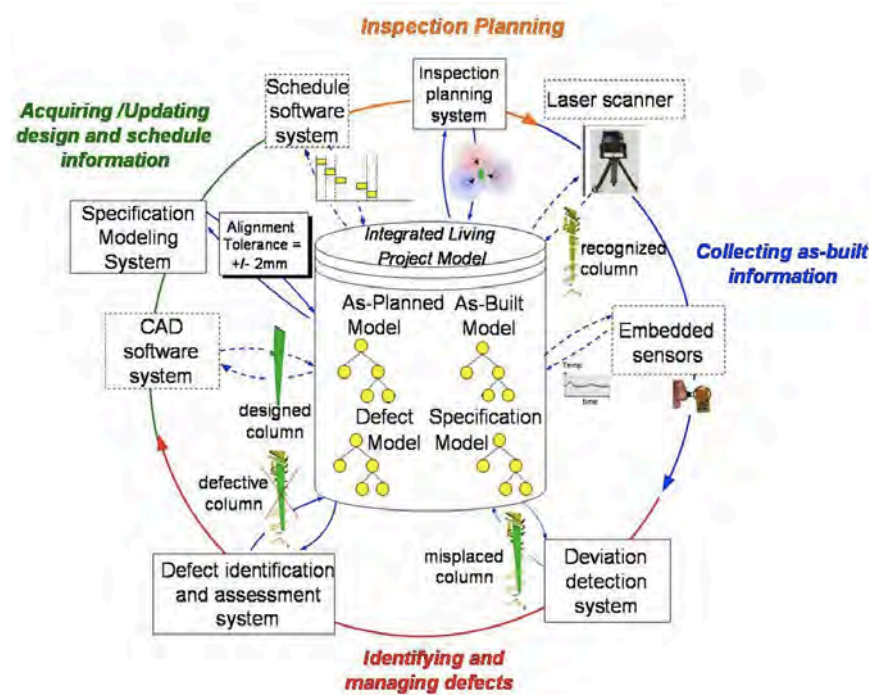 Inspection Planning
Inspection
planning
system
Schedule
software
system
Laser scanner
Acquiring /Updating
design and schedule
information
Specification
Modeling
System
Alignment
Tolerance =
+/- 2mm
Integrated Living
Project Model
recognized
column
Collecting as-built
information
As-Planned
Model
As-Built
Model
CAD
software
system
Embedded
sensors
Temp
time
designed
column
Defect
Model
Specification
Model
defective
column
misplaced
column
Defect identification
and assessment
system
Deviation
detection
system
Identifying and
managing defects